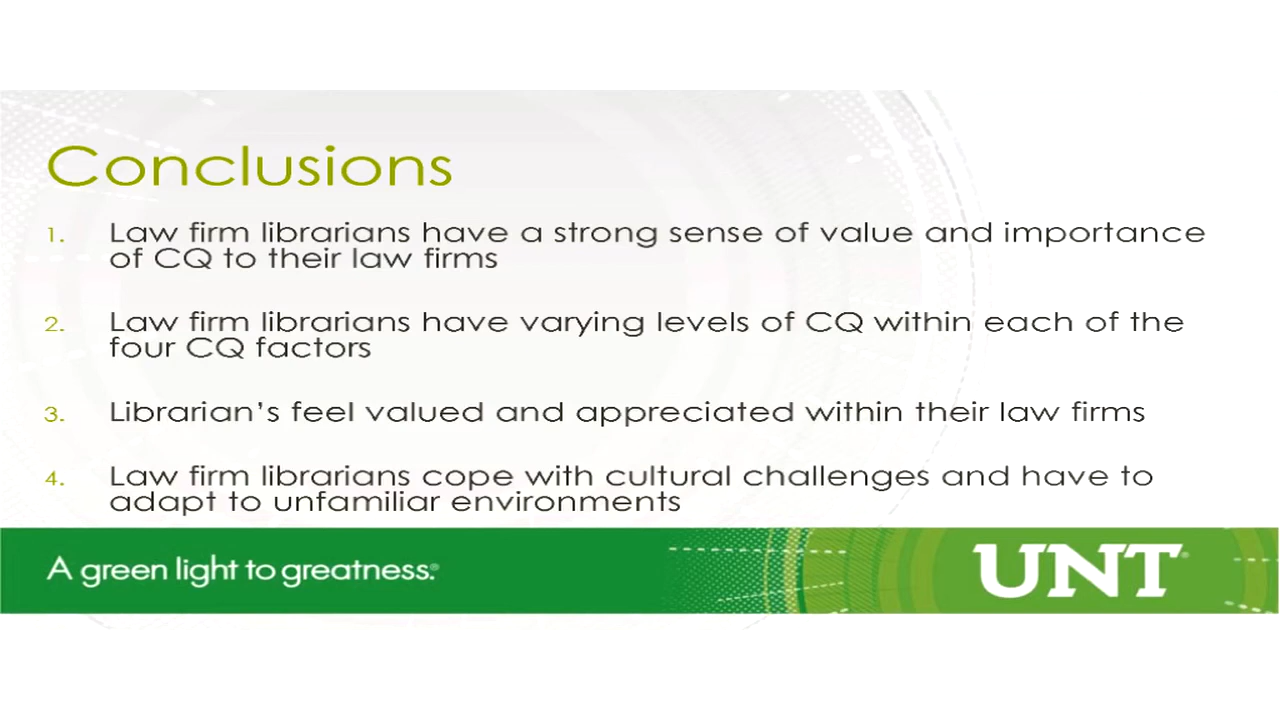 Conclusions
1. Law firm librarians have a strong sense of value and importance
of CQ to their law firms
2. Law firm librarians have varying levels of CQ within each of the
four CQ factors
3. Librarian’s feel valued and appreciated within their law firms
4. Law firm librarians cope with cultural challenges and have to
adapt to unfamiliar environments
A green light to greatness.®
UNT®